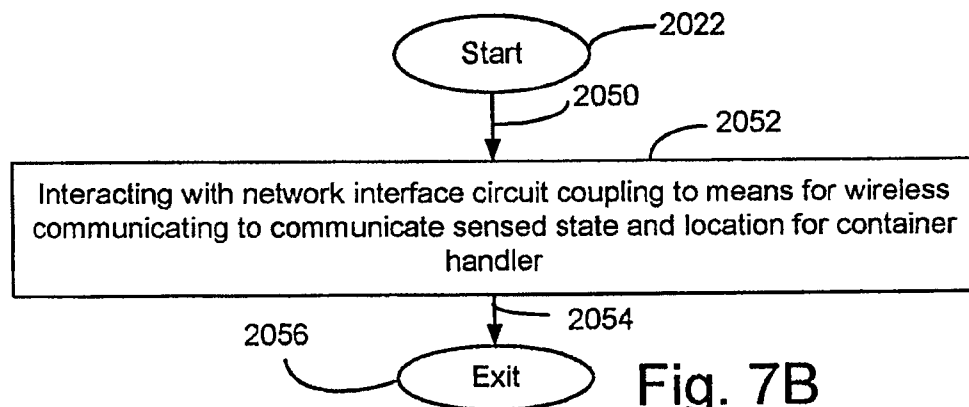 Start
2022
2050
2052
Interacting with network interface circuit coupling to means for wireless
communicating to communicate sensed state and location for container
handler
2054
2056
Exit
Fig. 7B